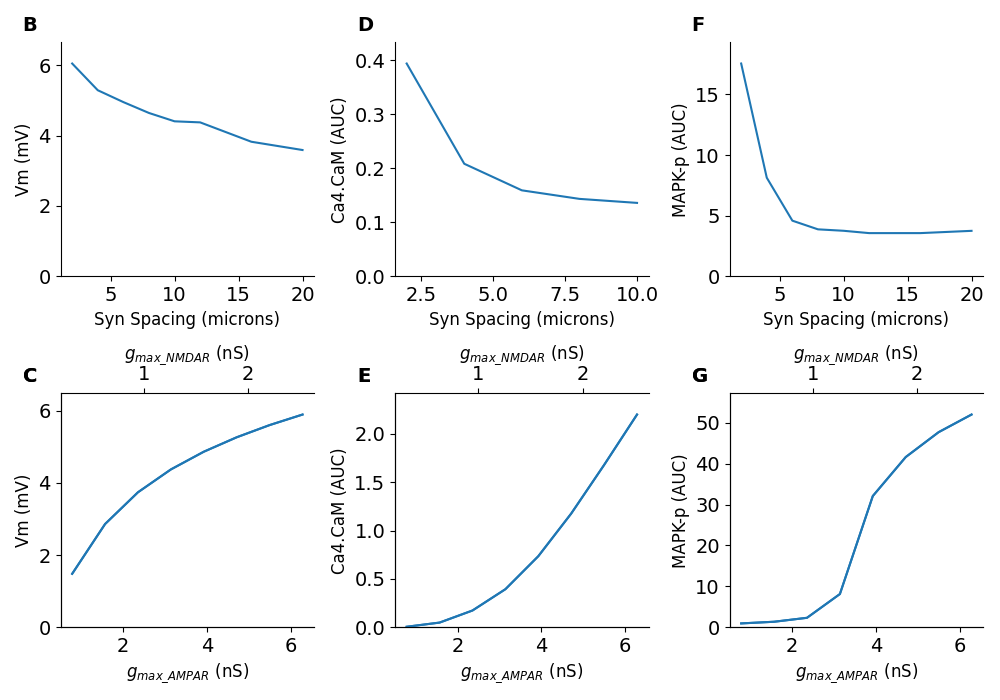 B D F
6
4
2
0
Vm (mV)
5 10 15 20
Syn Spacing (microns)
0.4
0.3
0.2
0.1
0.0
Ca4.CaM (AUC)
2.5 5.0 7.5 10.0
Syn Spacing (microns)
15
10
5
0
MAPK-p (AUC)
5 10 15 20
Syn Spacing (microns)
C
g_max_NMDAR (nS)
1 2
6
4
2
0
Vm (mV)
2 4 6
g_max_AMPAR (nS)
E
g_max_NMDAR (nS)
1 2
2.0
1.5
1.0
0.5
0.0
Ca4.CaM (AUC)
2 4 6
g_max_AMPAR (nS)
G
g_max_NMDAR (nS)
1 2
50
40
30
20
10
0
MAPK-p (AUC)
2 4 6
g_max_AMPAR (nS)